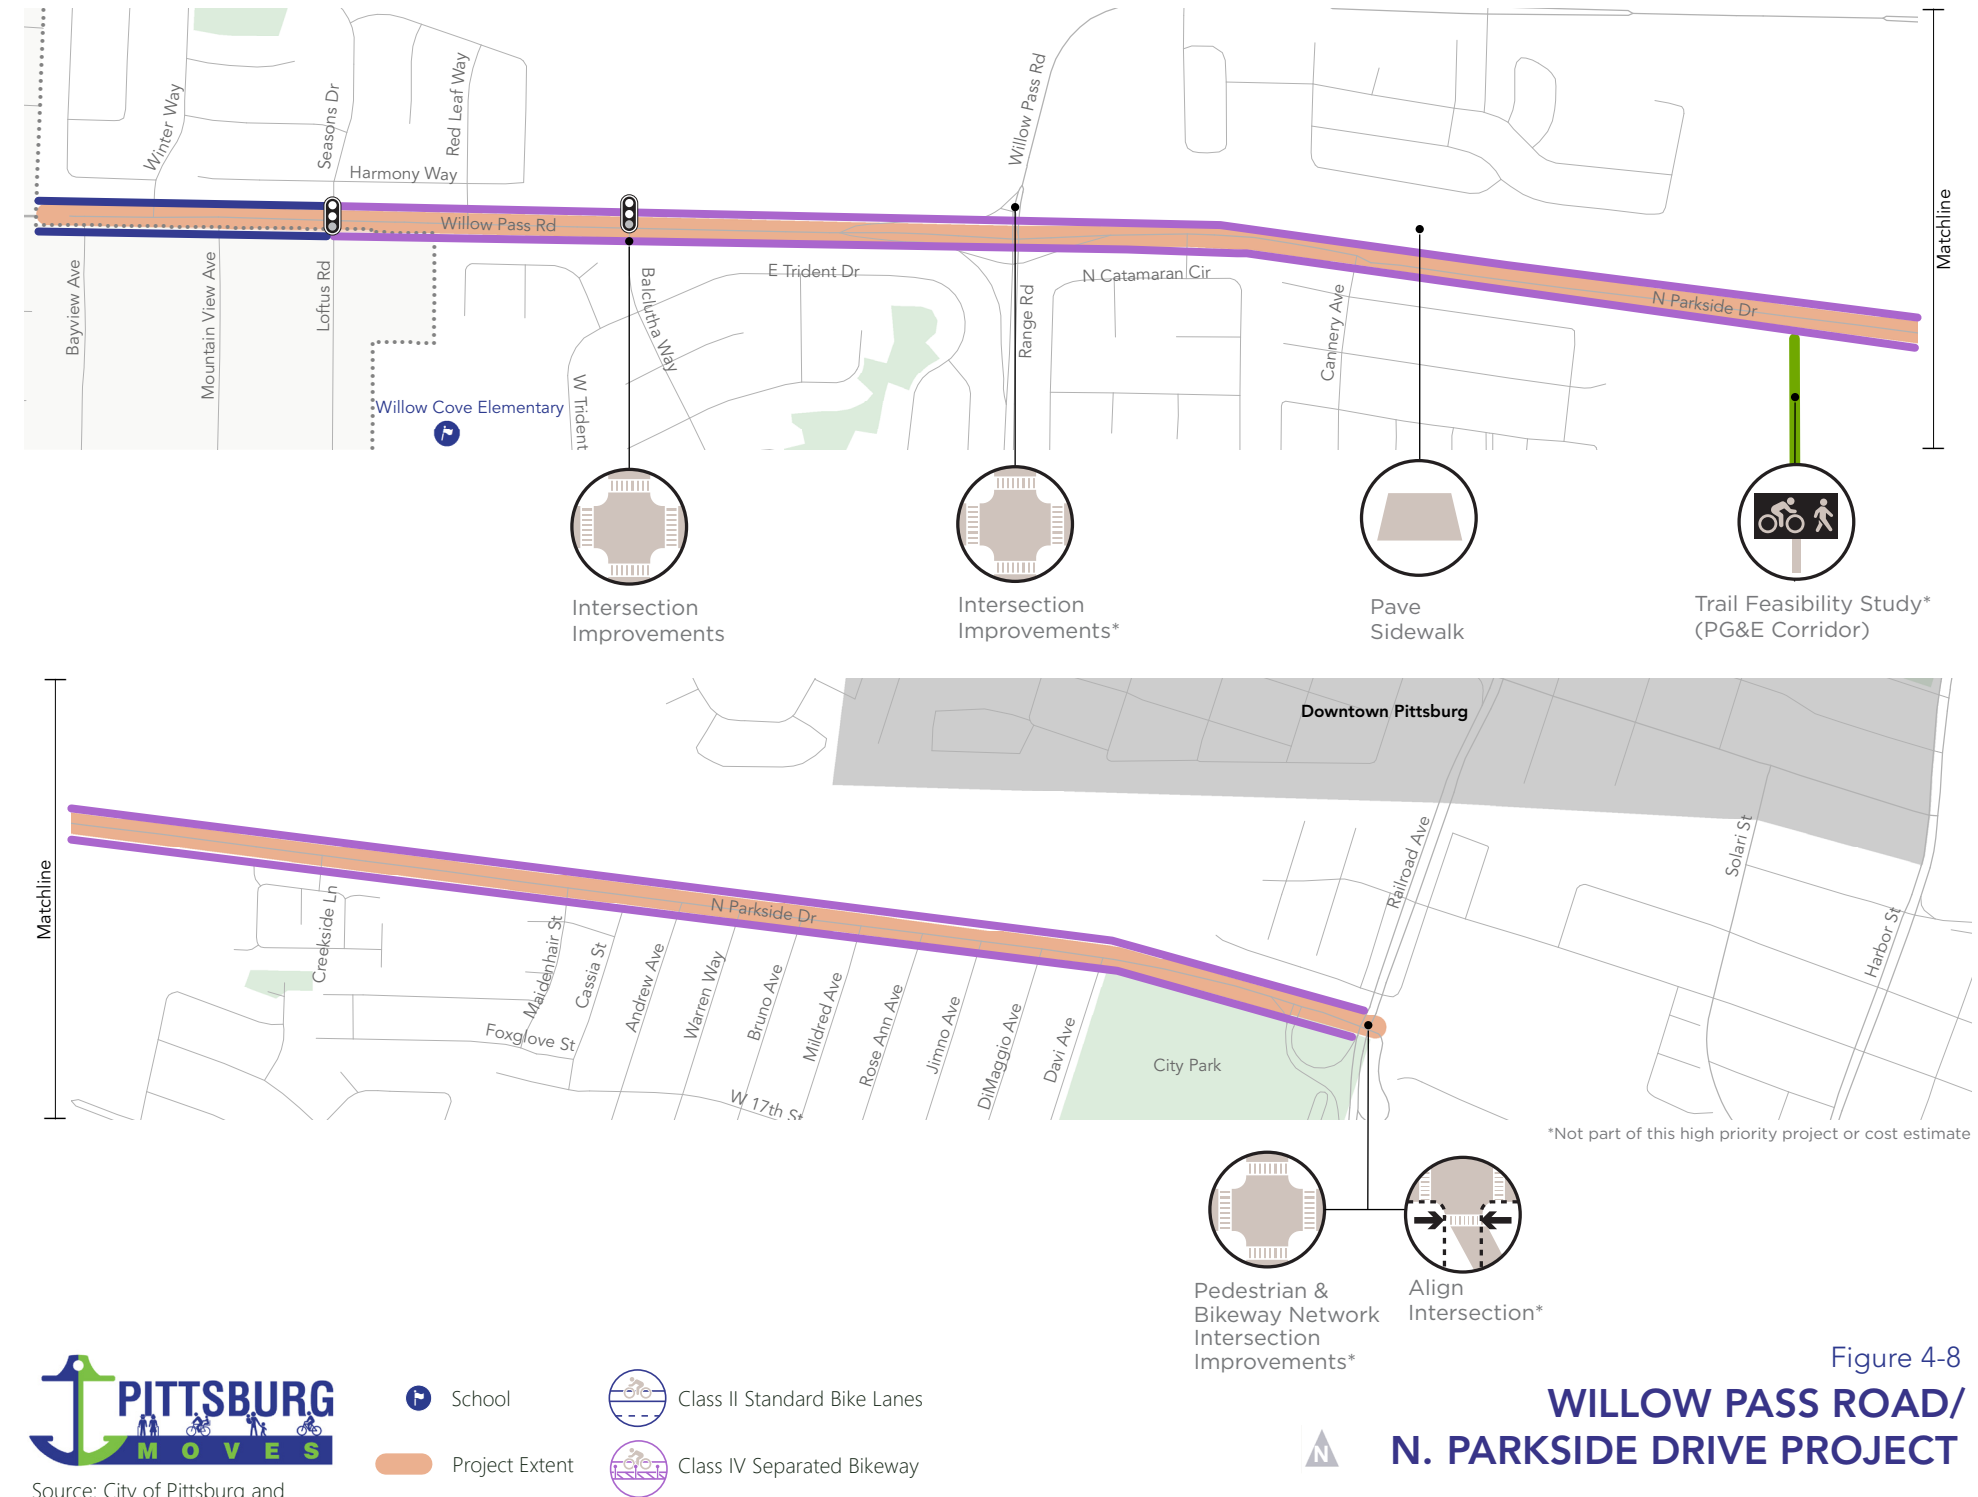 Winter Way
Seasons Dr
Red Leaf Way
Harmony Way
Willow Pass Rd
Willow Pass Rd
Matchline
Bayview Ave
Mountain View Ave
Loftus Rd
Willow Cove Elementary
W Trident
Balclutha Way
E Trident Dr
Range Rd
N Catamaran Cir
Cannery Ave
N Parkside Dr
Intersection
Improvements
Intersection
Improvements*
Pave
Sidewalk
Trail Feasibility Study*
(PG&E Corridor)
Matchline
Downtown Pittsburg
Creekside Ln
Maidenhair St
Cassia St
Foxglove St
Andrew Ave
Warren Way
Bruno Ave
Mildred Ave
Rose Ann Ave
Jimno Ave
DiMaggio Ave
Davi Ave
W 17th St
N Parkside Dr
City Park
Railroad Ave
Solari St
Harbor St
*Not part of this high priority project or cost estimate
Pedestrian &
Bikeway Network
Intersection
Improvements*
Align
Intersection*
Figure 4-8
WILLOW PASS ROAD/
N. PARKSIDE DRIVE PROJECT
N
PITTSBURG
MOVES
School
Project Extent
Class II Standard Bike Lanes
Class IV Separated Bikeway
Source: City of Pittsburg and